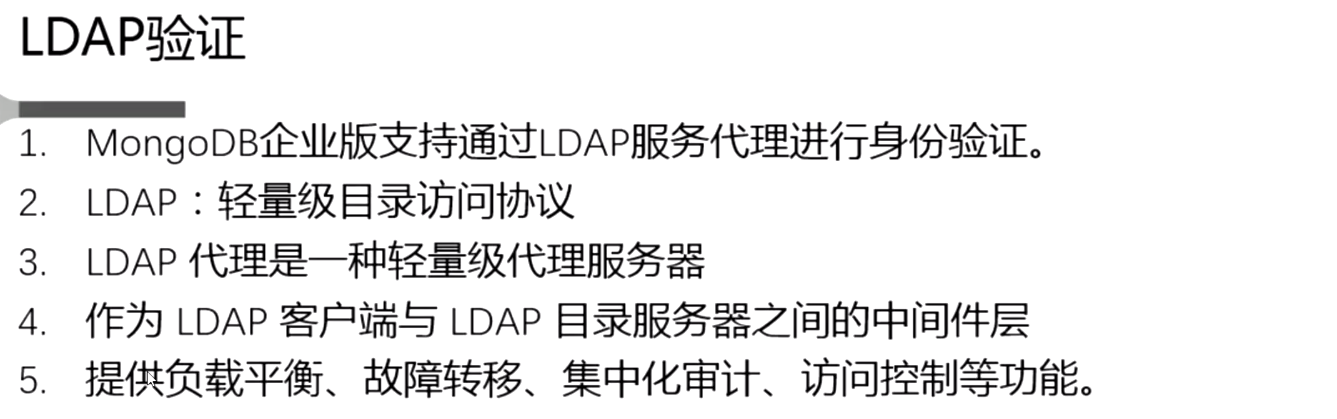 LDAP验证
1. MongoDB企业版支持通过LDAP服务代理进行身份验证。
2. LDAP：轻量级目录访问协议
3. LDAP 代理是一种轻量级代理服务器
4. 作为 LDAP 客户端与 LDAP 目录服务器之间的中间件层
5. 提供负载平衡、故障转移、集中化审计、访问控制等功能。